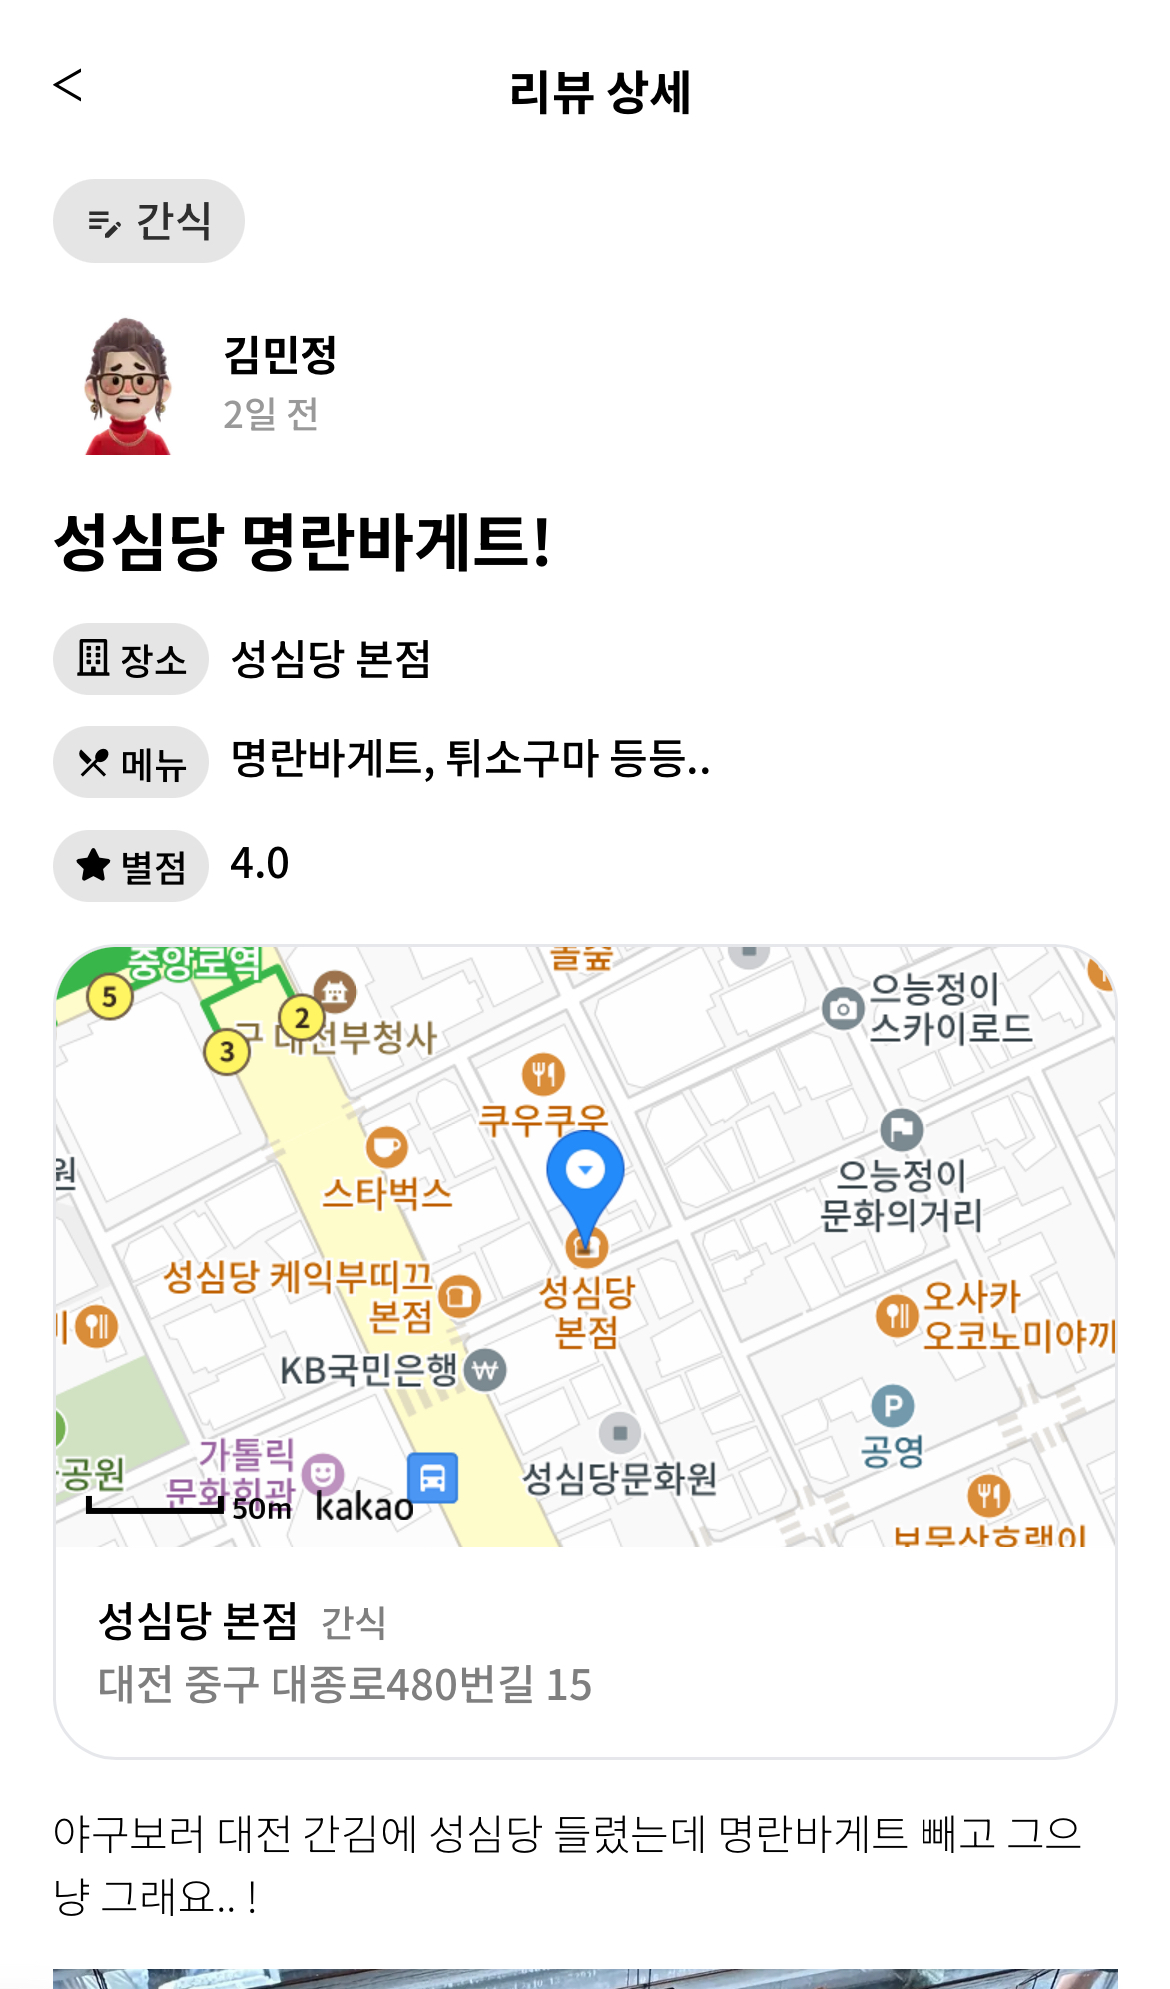 <
리뷰 상세
간식
김민정
2일 전
성심당 명란바게트!
장소 성심당 본점
메뉴 명란바게트, 튀소구마 등등..
별점 4.0
중앙로역
5
2
3
구 대전부청사
돌숲
으능정이
스카이로드
쿠우쿠우
원
스타벅스
으능정이
문화의거리
성심당 케익부띠끄
본점
성심당
본점
오사카
오코노미야끼
KB국민은행
P
공영
공원
가톨릭
문화회관
성심당문화원
50m
kakao
보문산호랭이
성심당 본점 간식
대전 중구 대종로480번길 15
야구보러 대전 간김에 성심당 들렸는데 명란바게트 빼고 그으
냥 그래요.. !